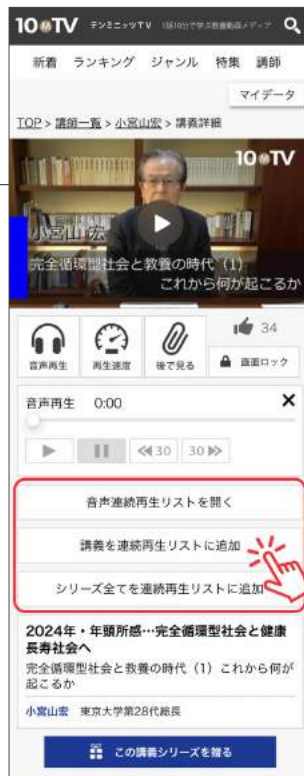 10MTV テンミニッツTV 1話10分で学ぶ教養動画メディア
新着 ランキング ジャンル 特集 講師
マイデータ
TOP > 講師一覧 > 小宮山宏 > 講義詳細
10MTV
小宮山 宏
完全循環型社会と教養の時代（1）
これから何が起こるか
34
音声再生 再生速度 後で見る 画面ロック
音声再生 0:00
30 30
音声連続再生リストを開く
講義を連続再生リストに追加
シリーズ全てを連続再生リストに追加
2024年・年頭所感…完全循環型社会と健康
長寿社会へ
完全循環型社会と教養の時代（1）これから何が
起こるか
小宮山宏 東京大学第28代総長
この講義シリーズを贈る